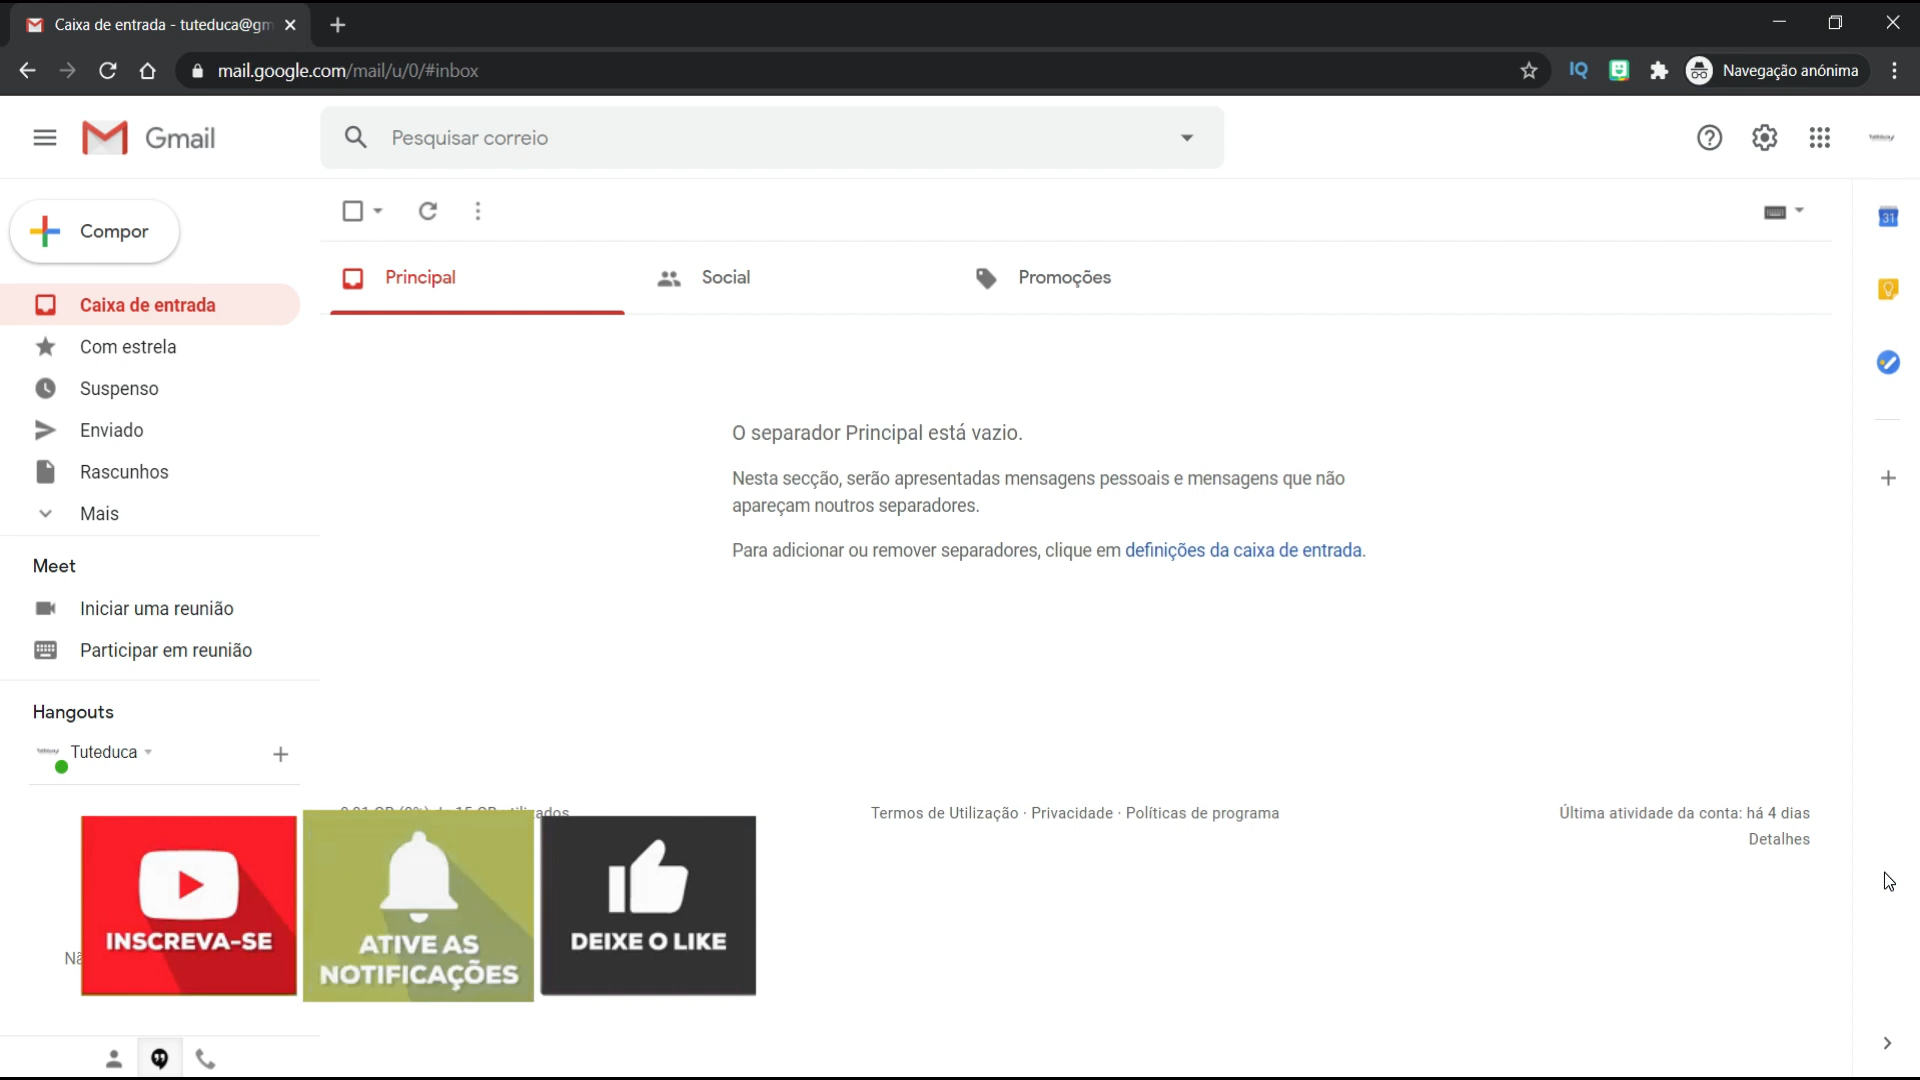 Caixa de entrada - tuteduca@gm
mail.google.com/mail/u/0/#inbox
IQ
Navegação anónima
Gmail
Pesquisar correio
Compor
Principal
Social
Promoções
31
Caixa de entrada
Com estrela
Suspenso
Enviado
Rascunhos
Mais
O separador Principal está vazio.
Nesta secção, serão apresentadas mensagens pessoais e mensagens que não
apareçam noutros separadores.
Para adicionar ou remover separadores, clique em definições da caixa de entrada.
Meet
Iniciar uma reunião
Participar em reunião
Hangouts
Tuteduca
Termos de Utilização · Privacidade · Políticas de programa
Última atividade da conta: há 4 dias
Detalhes
INSCREVA-SE
ATIVE AS
NOTIFICAÇÕES
DEIXE O LIKE